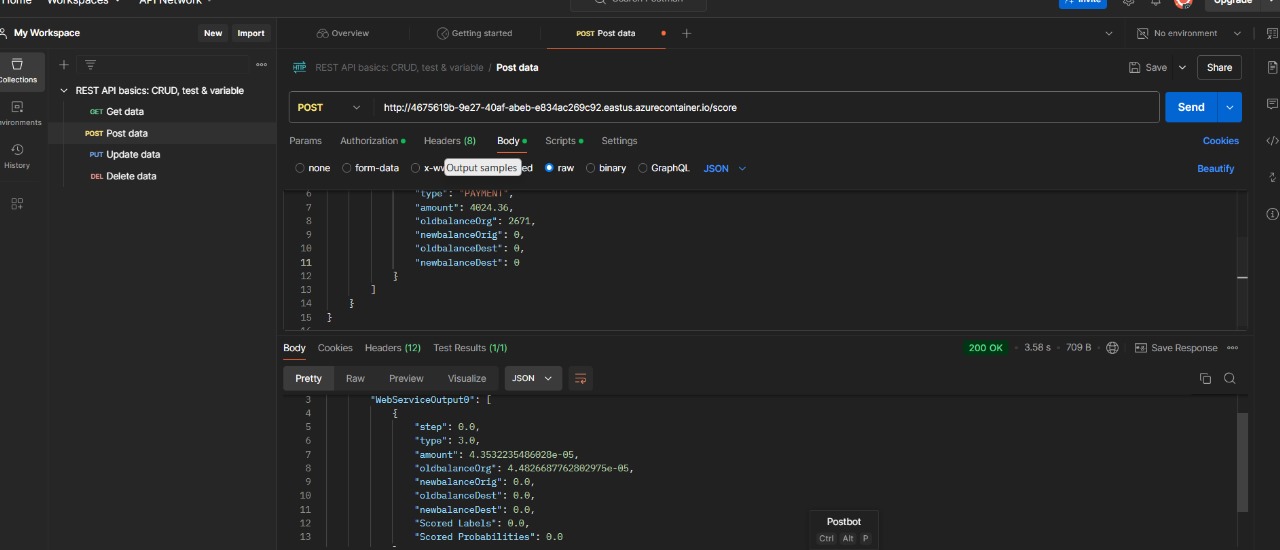 Home Workspaces API Network Search Postman Invite Upgrade
My Workspace New Import Overview Getting started POST Post data No environment
Collections
REST API basics: CRUD, test & variable / Post data Save Share
REST API basics: CRUD, test & variable
GET Get data
POST Post data
PUT Update data
DEL Delete data
Environments
History
POST http://4675619b-9e27-40af-abeb-e834ac269c92.eastus.azurecontainer.io/score Send
Params Authorization Headers (8) Body Scripts Settings Cookies
none form-data Output samples raw binary GraphQL JSON Beautify
6 "type": "PAYMENT",
7 "amount": 4024.36,
8 "oldbalanceOrg": 2671,
9 "newbalanceOrig": 0,
10 "oldbalanceDest": 0,
11 "newbalanceDest": 0
12 }
13 ]
14 }
15 }
Body Cookies Headers (12) Test Results (1/1) 200 OK 3.58 s 709 B Save Response
Pretty Raw Preview Visualize JSON
3 "WebServiceOutput0": [
4 {
5 "step": 0.0,
6 "type": 3.0,
7 "amount": 4.3532235486028e-05,
8 "oldbalanceOrg": 4.4826687762802975e-05,
9 "newbalanceOrig": 0.0,
10 "oldbalanceDest": 0.0,
11 "newbalanceDest": 0.0,
12 "Scored Labels": 0.0,
13 "Scored Probabilities": 0.0
Postbot
Ctrl Alt P